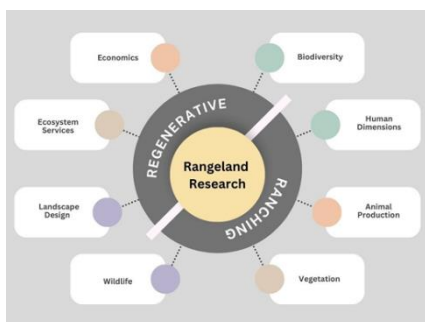 Economics
Biodiversity
Ecosystem
Services
Human
Dimensions
REGENERATIVE
Rangeland
Research
RANCHING
Landscape
Design
Animal
Production
Wildlife
Vegetation